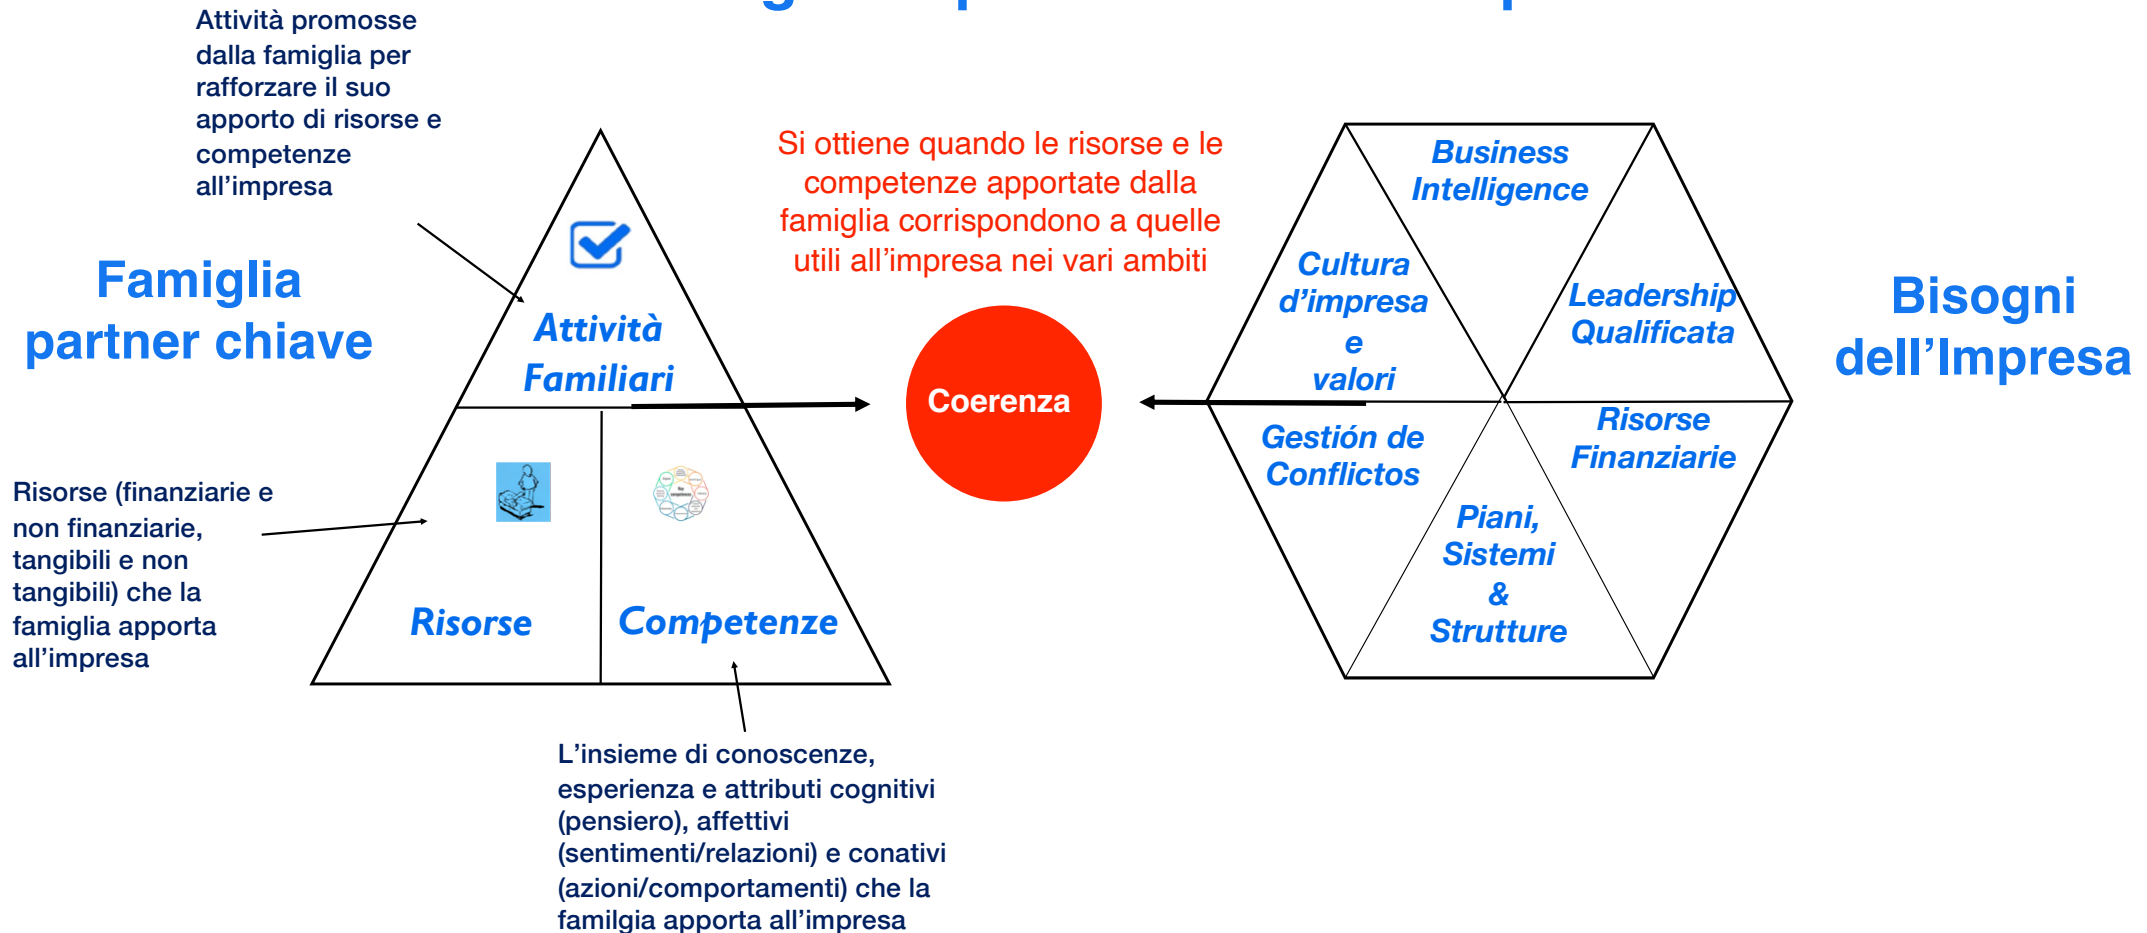 Attività promosse
dalla famiglia per
rafforzare il suo
apporto di risorse e
competenze
all'impresa
Famiglia
partner chiave
Attività
Familiari
Risorse (finanziarie e
non finanziarie,
tangibili e non
tangibili) che la
famiglia apporta
all'impresa
Risorse
Competenze
L'insieme di conoscenze,
esperienza e attributi cognitivi
(pensiero), affettivi
(sentimenti/relazioni) e conativi
(azioni/comportamenti) che la
familgia apporta all'impresa
Si ottiene quando le risorse e le
competenze apportate dalla
famiglia corrispondono a quelle
utili all'impresa nei vari ambiti
Coerenza
Business
Intelligence
Cultura
d'impresa
e
valori
Leadership
Qualificata
Gestión de
Conflictos
Risorse
Finanziarie
Piani,
Sistemi
&
Strutture
Bisogni
dell'Impresa